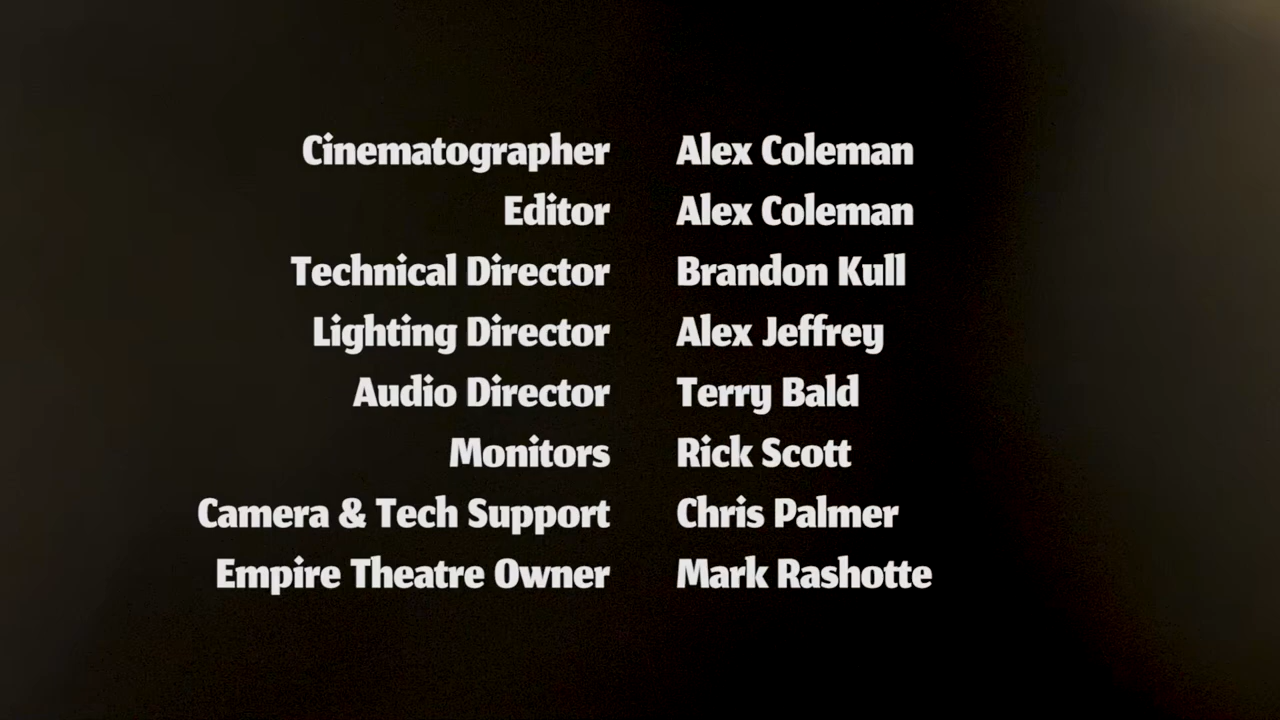 Cinematographer Alex Coleman
Editor Alex Coleman
Technical Director Brandon Kull
Lighting Director Alex Jeffrey
Audio Director Terry Bald
Monitors Rick Scott
Camera & Tech Support Chris Palmer
Empire Theatre Owner Mark Rashotte